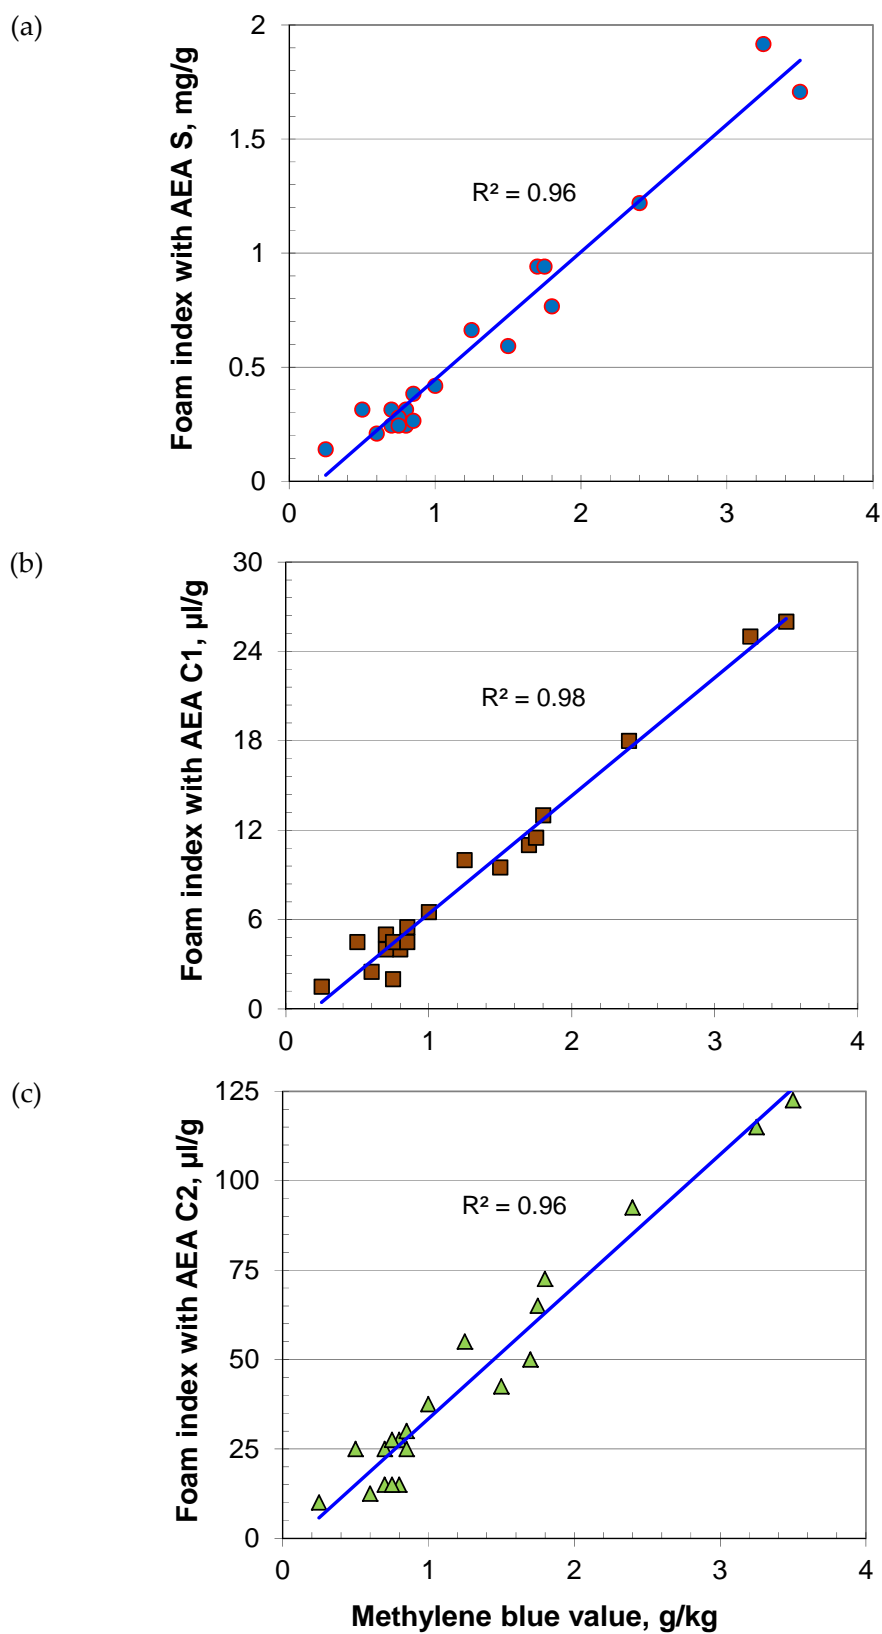 (a)
Foam index with AEA S, mg/g
2
1.5
1
0.5
0
R² = 0.96
0 1 2 3 4
(b)
Foam index with AEA C1, µl/g
30
24
18
12
6
0
R² = 0.98
0 1 2 3 4
(c)
Foam index with AEA C2, µl/g
125
100
75
50
25
0
R² = 0.96
0 1 2 3 4
Methylene blue value, g/kg